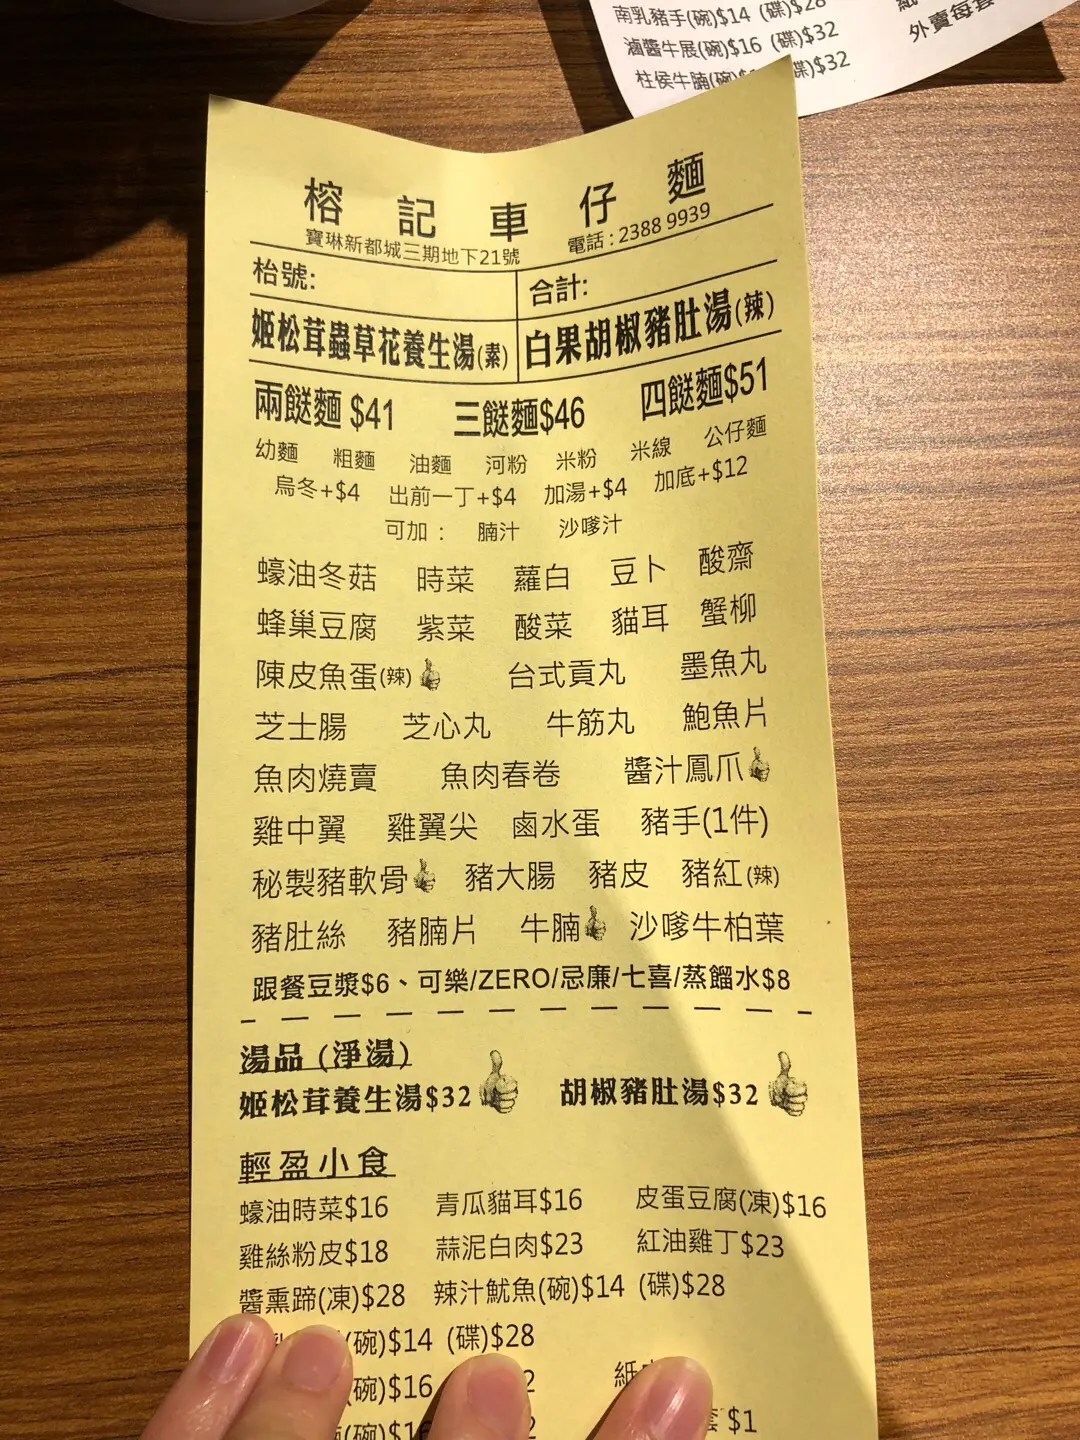 南乳豬手(碗)$14 (碟)$28
滷醬牛展(碗)$16 (碟)$32
柱侯牛腩(碗) 碟)$32
外賣每套
榕記車仔麵
寶琳新都城三期地下21號 電話 : 2388 9939
枱號: 合計:
姬松茸蟲草花養生湯(素) 白果胡椒豬肚湯(辣)
兩餸麵 $41 三餸麵$46 四餸麵$51
幼麵 粗麵 油麵 河粉 米粉 米線 公仔麵
烏冬+$4 出前一丁+$4 加湯+$4 加底+$12
可加 : 腩汁 沙嗲汁
蠔油冬菇 時菜 蘿白 豆卜 酸齋
蜂巢豆腐 紫菜 酸菜 貓耳 蟹柳
陳皮魚蛋(辣) 台式貢丸 墨魚丸
芝士腸 芝心丸 牛筋丸 鮑魚片
魚肉燒賣 魚肉春卷 醬汁鳳爪
雞中翼 雞翼尖 鹵水蛋 豬手(1件)
秘製豬軟骨 豬大腸 豬皮 豬紅(辣)
豬肚絲 豬腩片 牛腩 沙嗲牛柏葉
跟餐豆漿$6、可樂/ZERO/忌廉/七喜/蒸餾水$8
湯品 (淨湯)
姬松茸養生湯$32 胡椒豬肚湯$32
輕盈小食
蠔油時菜$16 青瓜貓耳$16 皮蛋豆腐(凍)$16
雞絲粉皮$18 蒜泥白肉$23 紅油雞丁$23
醬熏蹄(凍)$28 辣汁魷魚(碗)$14 (碟)$28
(碗)$14 (碟)$28
(碗)$16 2 紙
(碗)$16 2 套 $1